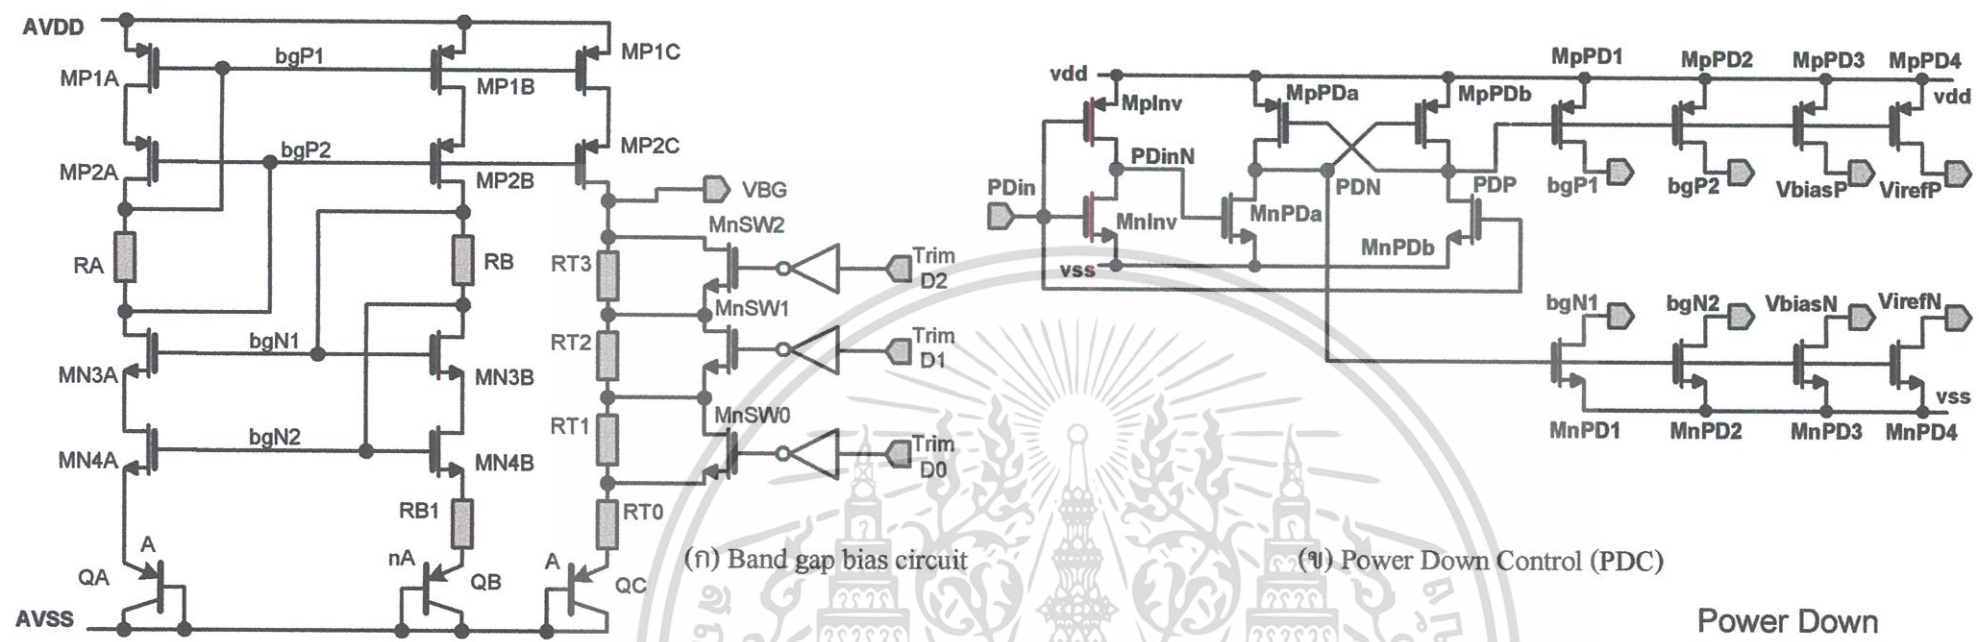 AVDD
bgP1
MP1A
MP1B
MP1C
bgP2
MP2A
MP2B
MP2C
VBG
RA
RB
RT3
MnSW2
Trim
D2
MnSW1
RT2
Trim
D1
bgN1
MN3A
MN3B
RT1
MnSW0
Trim
D0
bgN2
MN4A
MN4B
RB1
RT0
A
QA
nA
QB
A
QC
AVSS
(ก) Band gap bias circuit
vdd
MpInv
MpPDa
MpPDb
MpPD1
MpPD2
MpPD3
MpPD4
vdd
PDinN
PDin
PDN
PDP
bgP1
bgP2
VbiasP
VirefP
MnInv
MnPDa
MnPDb
vss
bgN1
bgN2
VbiasN
VirefN
vss
MnPD1
MnPD2
MnPD3
MnPD4
(ข) Power Down Control (PDC)
Power Down